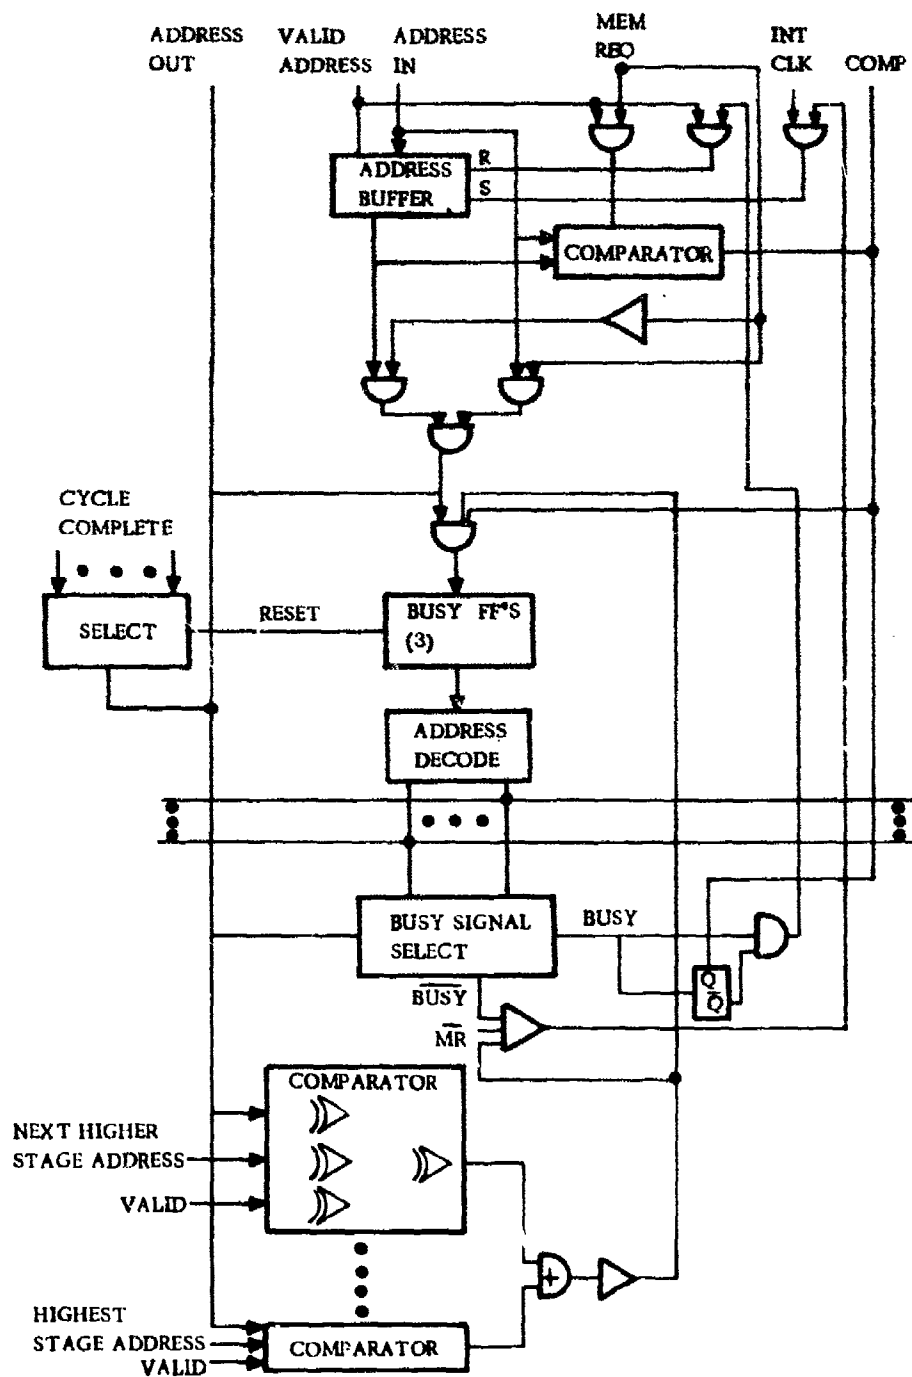 ADDRESS
OUT
VALID
ADDRESS
ADDRESS
IN
MEM
REQ
INT
CLK
COMP
ADDRESS
BUFFER
R
S
COMPARATOR
CYCLE
COMPLETE
SELECT
RESET
BUSY FF'S
(3)
ADDRESS
DECODE
BUSY SIGNAL
SELECT
BUSY
Q
Q̅
B̅U̅S̅Y̅
M̅R̅
COMPARATOR
NEXT HIGHER
STAGE ADDRESS
VALID
+
HIGHEST
STAGE ADDRESS
VALID
COMPARATOR